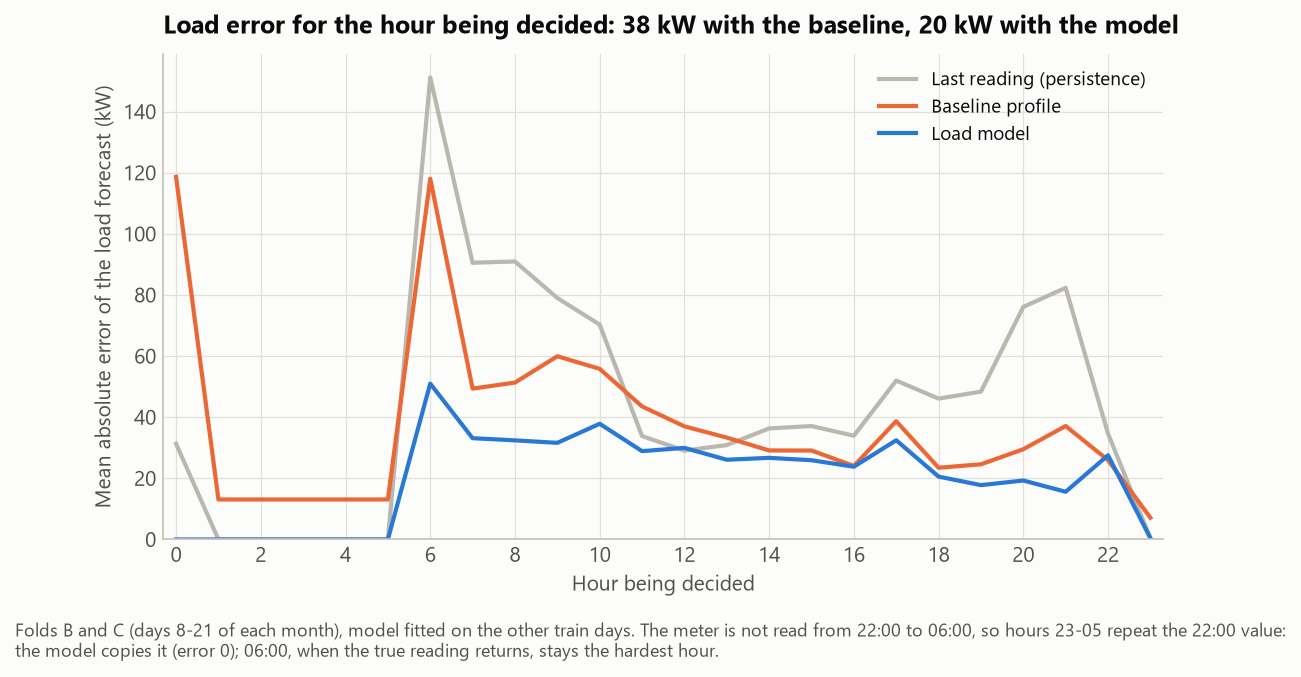 Load error for the hour being decided: 38 kW with the baseline, 20 kW with the model
Last reading (persistence)
Baseline profile
Load model
Mean absolute error of the load forecast (kW)
140
120
100
80
60
40
20
0
0 2 4 6 8 10 12 14 16 18 20 22
Hour being decided
Folds B and C (days 8-21 of each month), model fitted on the other train days. The meter is not read from 22:00 to 06:00, so hours 23-05 repeat the 22:00 value:
the model copies it (error 0); 06:00, when the true reading returns, stays the hardest hour.